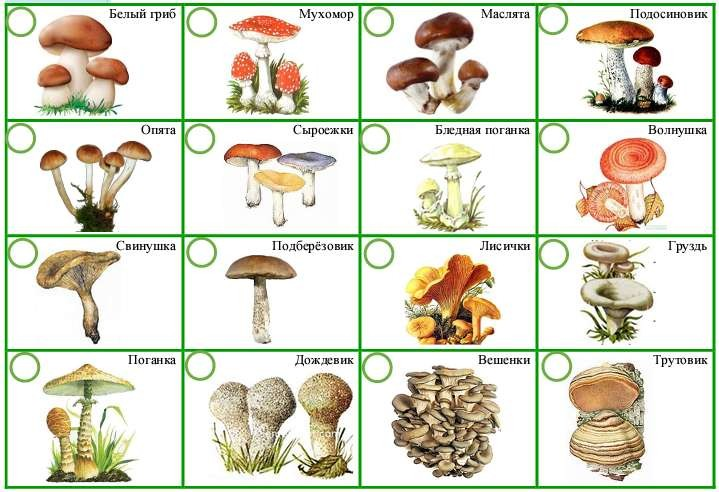 Белый гриб
Мухомор
Маслята
Подосиновик
Опята
Сыроежки
Бледная поганка
Волнушка
Свинушка
Подберёзовик
Лисички
Груздь
Поганка
Дождевик
Вешенки
Трутовик